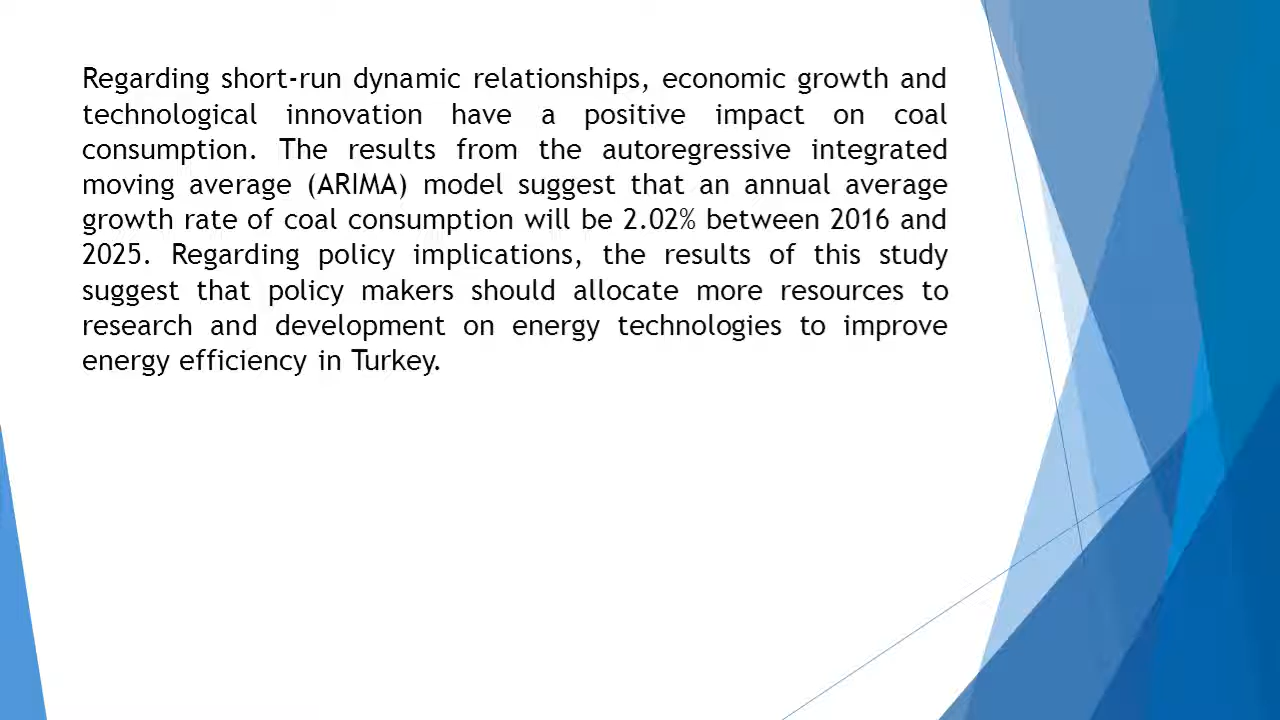 Regarding short-run dynamic relationships, economic growth and
technological innovation have a positive impact on coal
consumption. The results from the autoregressive integrated
moving average (ARIMA) model suggest that an annual average
growth rate of coal consumption will be 2.02% between 2016 and
2025. Regarding policy implications, the results of this study
suggest that policy makers should allocate more resources to
research and development on energy technologies to improve
energy efficiency in Turkey.